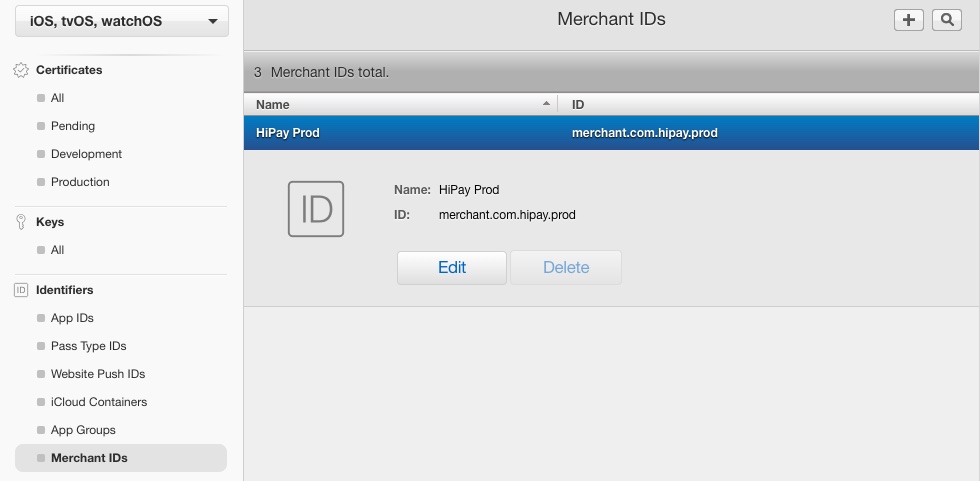 iOS, tvOS, watchOS
Certificates
All
Pending
Development
Production
Keys
All
ID Identifiers
App IDs
Pass Type IDs
Website Push IDs
iCloud Containers
App Groups
Merchant IDs
Merchant IDs
3 Merchant IDs total.
Name ID
HiPay Prod merchant.com.hipay.prod
ID
Name: HiPay Prod
ID: merchant.com.hipay.prod
Edit Delete